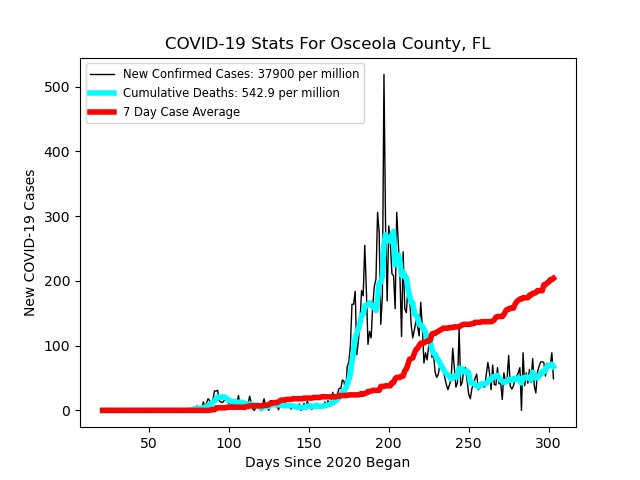 COVID-19 Stats For Osceola County, FL
New Confirmed Cases: 37900 per million
Cumulative Deaths: 542.9 per million
7 Day Case Average
New COVID-19 Cases
500
400
300
200
100
0
50 100 150 200 250 300
Days Since 2020 Began